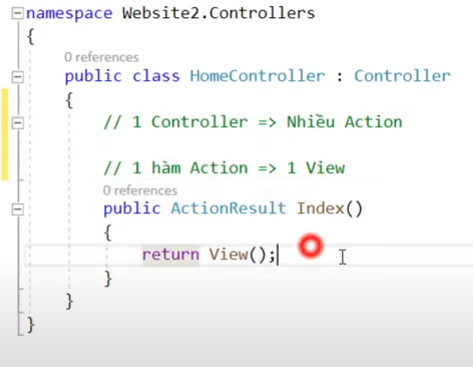 namespace Website2.Controllers
{
0 references
public class HomeController : Controller
{
// 1 Controller => Nhiều Action
// 1 hàm Action => 1 View
0 references
public ActionResult Index()
{
return View();
}
}
}